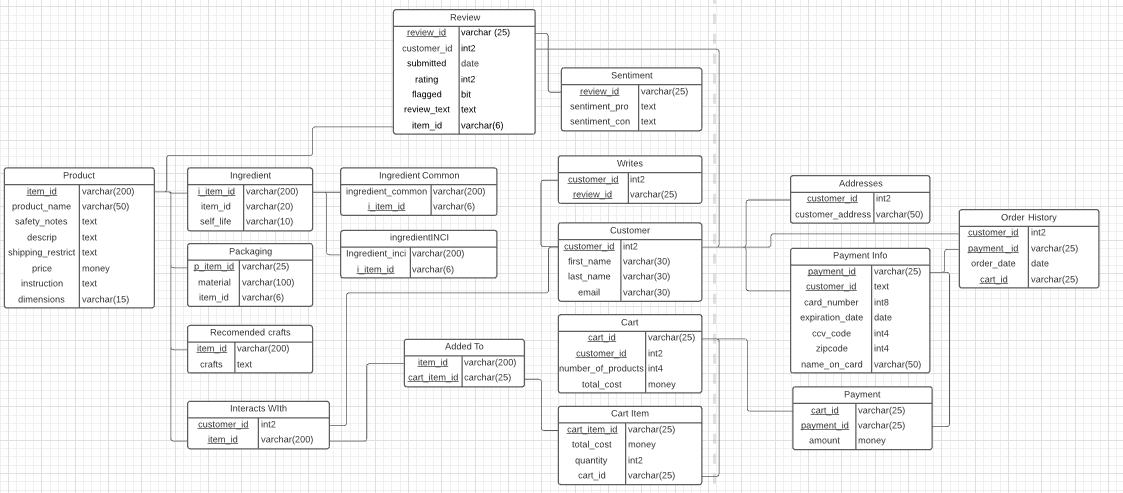 Review
review_id varchar (25)
customer_id int2
submitted date
rating int2
flagged bit
review_text text
item_id varchar(6)
Sentiment
review_id varchar(25)
sentiment_pro text
sentiment_con text
Product
item_id varchar(200)
product_name varchar(50)
safety_notes text
descrip text
shipping_restrict text
price money
instruction text
dimensions varchar(15)
Ingredient
i_item_id varchar(200)
item_id varchar(20)
self_life varchar(10)
Ingredient Common
ingredient_common varchar(200)
i_item_id varchar(6)
ingredientINCI
Ingredient_inci varchar(200)
i_item_id varchar(6)
Packaging
p_item_id varchar(25)
material varchar(100)
item_id varchar(6)
Recomended crafts
item_id varchar(200)
crafts text
Interacts WIth
customer_id int2
item_id varchar(200)
Added To
item_id varchar(200)
cart_item_id carchar(25)
Writes
customer_id int2
review_id varchar(25)
Customer
customer_id int2
first_name varchar(30)
last_name varchar(30)
email varchar(30)
Cart
cart_id varchar(25)
customer_id int2
number_of_products int4
total_cost money
Cart Item
cart_item_id varchar(25)
total_cost money
quantity int2
cart_id varchar(25)
Addresses
customer_id int2
customer_address varchar(50)
Payment Info
payment_id varchar(25)
customer_id text
card_number int8
expiration_date date
ccv_code int4
zipcode int4
name_on_card varchar(50)
Payment
cart_id varchar(25)
payment_id varchar(25)
amount money
Order History
customer_id int2
payment_id varchar(25)
order_date date
cart_id varchar(25)